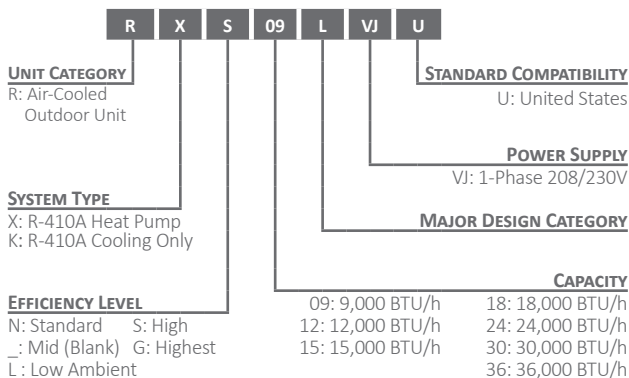 R X S 09 L VJ U
UNIT CATEGORY
R: Air-Cooled
Outdoor Unit
STANDARD COMPATIBILITY
U: United States
POWER SUPPLY
VJ: 1-Phase 208/230V
SYSTEM TYPE
X: R-410A Heat Pump
K: R-410A Cooling Only
MAJOR DESIGN CATEGORY
EFFICIENCY LEVEL
N: Standard S: High
_: Mid (Blank) G: Highest
L : Low Ambient
CAPACITY
09: 9,000 BTU/h 18: 18,000 BTU/h
12: 12,000 BTU/h 24: 24,000 BTU/h
15: 15,000 BTU/h 30: 30,000 BTU/h
36: 36,000 BTU/h